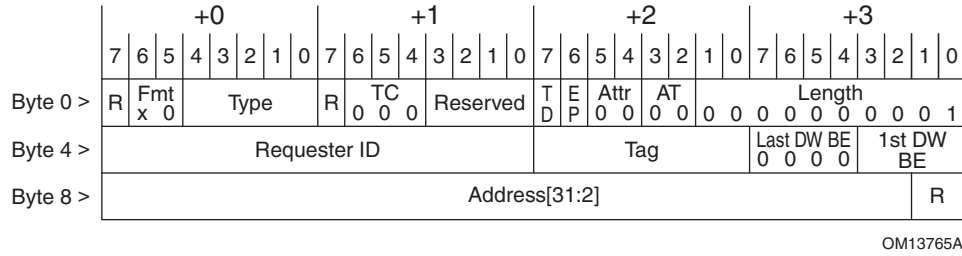 +0 +1 +2 +3
7 6 5 4 3 2 1 0 7 6 5 4 3 2 1 0 7 6 5 4 3 2 1 0 7 6 5 4 3 2 1 0
Byte 0 > R Fmt x 0 Type R TC 0 0 0 Reserved TD EP Attr 0 0 AT 0 0 Length 0 0 0 0 0 0 0 0 0 1
Byte 4 > Requester ID Tag Last DW BE 0 0 0 0 1st DW BE
Byte 8 > Address[31:2] R
OM13765A